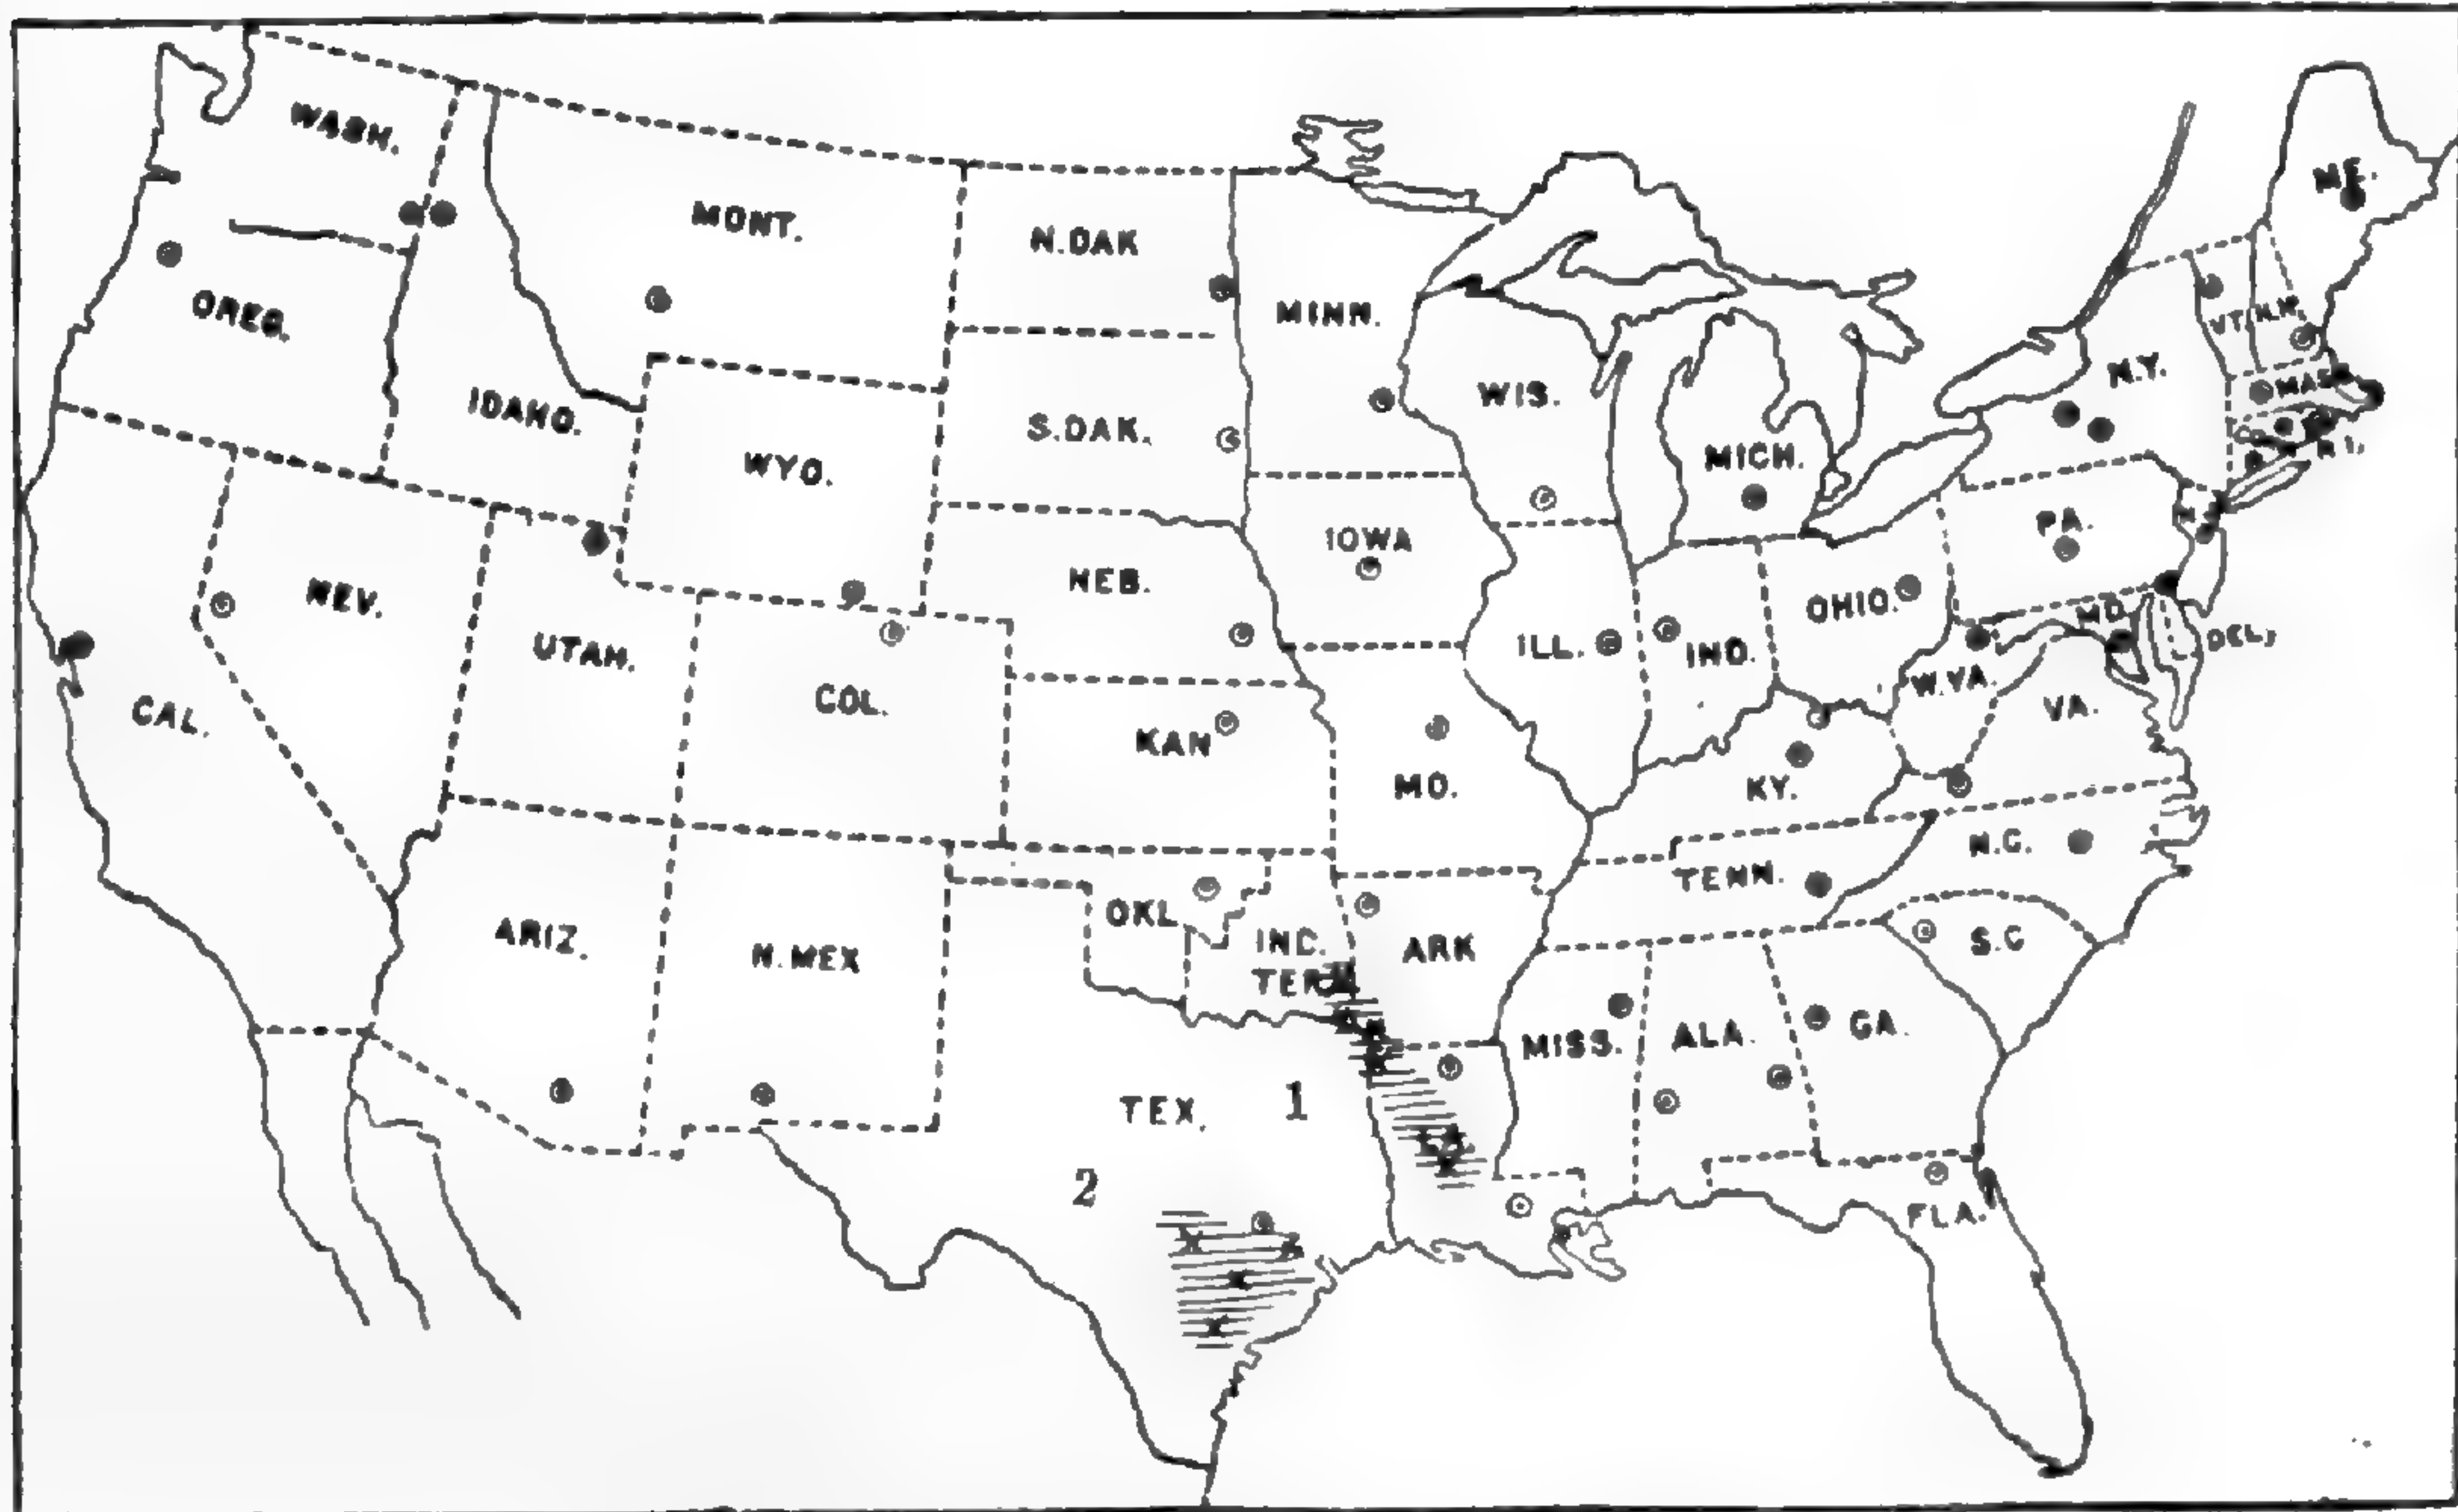 WASH.
MONT.
N.DAK
MINN.
ME.
OREG.
IDAHO.
WYO.
S.DAK.
WIS.
MICH.
N.Y.
VT.
N.H.
MASS
R.I.
NEV.
UTAH.
COL.
NEB.
IOWA
ILL.
IND.
OHIO.
PA.
N.J.
MD.
DEL.
CAL.
KAN
MO.
KY.
W.VA.
VA.
ARIZ.
N.MEX
OKL
IND.
TER.
ARK
TENN.
N.C.
S.C
TEX.
1
2
LA
MISS.
ALA.
GA.
FLA.